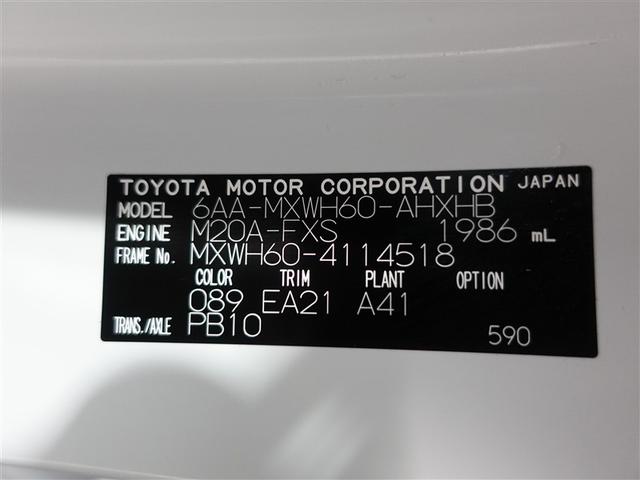 TOYOTA MOTOR CORPORATION JAPAN
MODEL 6AA-MXWH60-AHXHB
ENGINE M20A-FXS 1986 mL
FRAME No. MXWH60-4114518
COLOR TRIM PLANT OPTION
089 EA21 A41
TRANS./AXLE PB10 590